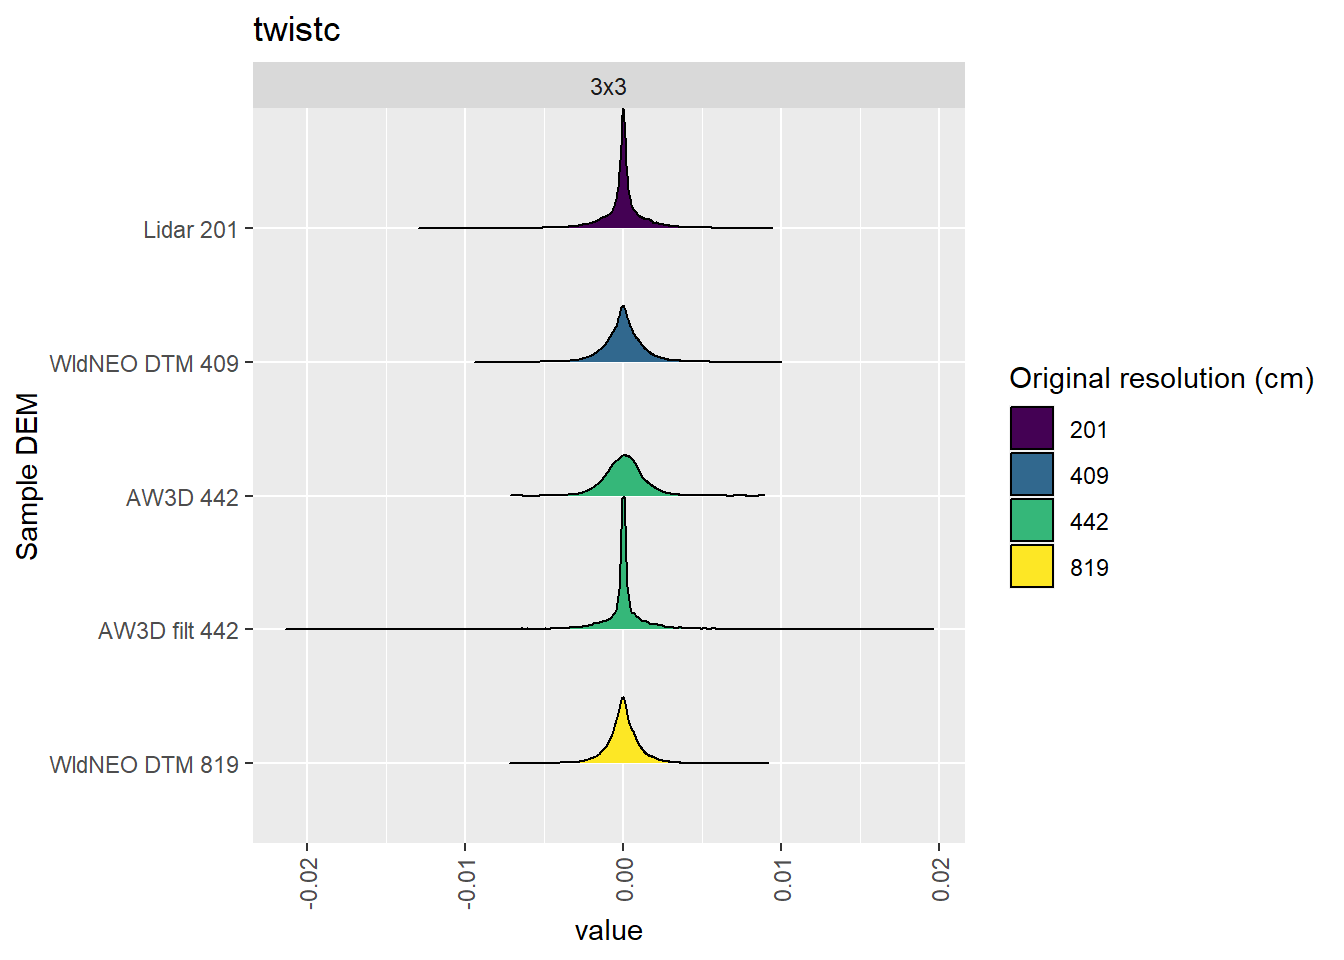 twistc
3x3
Sample DEM
Lidar 201
WldNEO DTM 409
AW3D 442
AW3D filt 442
WldNEO DTM 819
-0.02
-0.01
0.00
0.01
0.02
value
Original resolution (cm)
201
409
442
819